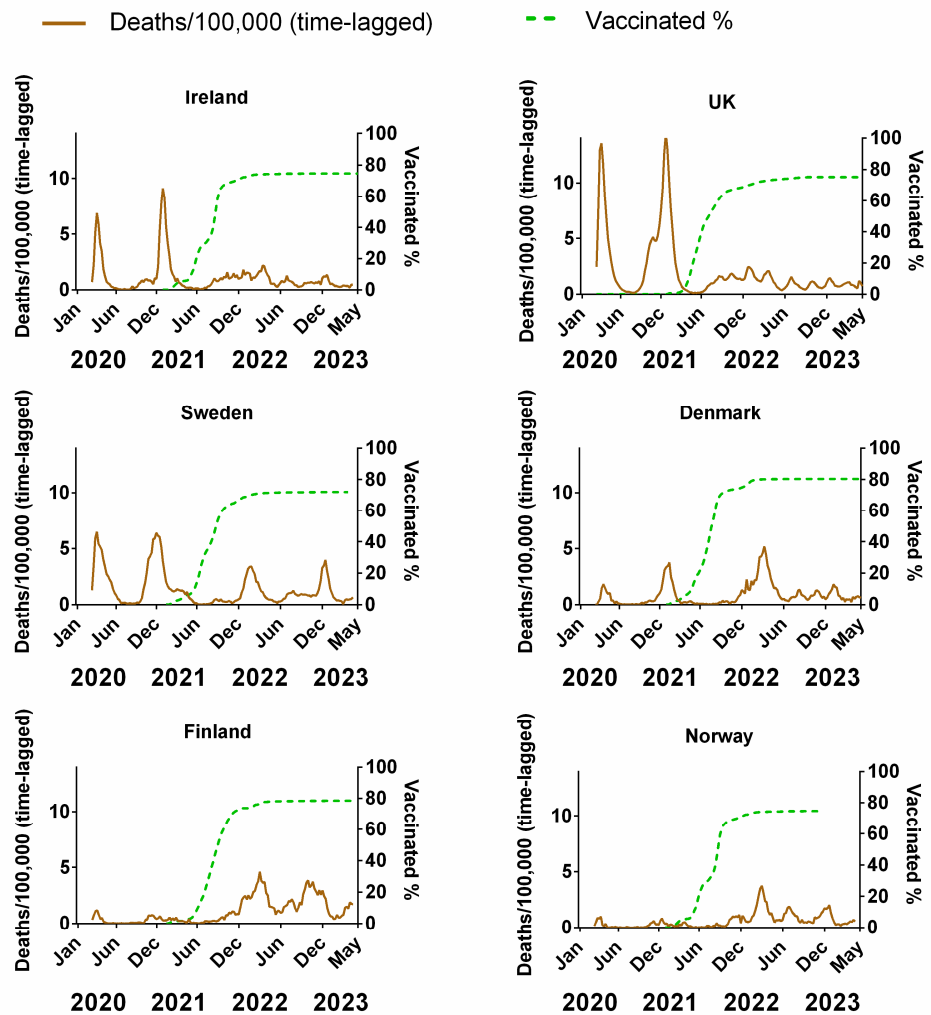 Deaths/100,000 (time-lagged) Vaccinated %
Ireland
Deaths/100,000 (time-lagged)
10
5
0
100
80
60
40
20
0
Vaccinated %
Jan Jun Dec Jun Dec Jun Dec May
2020 2021 2022 2023
UK
Deaths/100,000 (time-lagged)
10
5
0
100
80
60
40
20
0
Vaccinated %
Jan Jun Dec Jun Dec Jun Dec May
2020 2021 2022 2023
Sweden
Deaths/100,000 (time-lagged)
10
5
0
100
80
60
40
20
0
Vaccinated %
Jan Jun Dec Jun Dec Jun Dec May
2020 2021 2022 2023
Denmark
Deaths/100,000 (time-lagged)
10
5
0
100
80
60
40
20
0
Vaccinated %
Jan Jun Dec Jun Dec Jun Dec May
2020 2021 2022 2023
Finland
Deaths/100,000 (time-lagged)
10
5
0
100
80
60
40
20
0
Vaccinated %
Jan Jun Dec Jun Dec Jun Dec May
2020 2021 2022 2023
Norway
Deaths/100,000 (time-lagged)
10
5
0
100
80
60
40
20
0
Vaccinated %
Jan Jun Dec Jun Dec Jun Dec May
2020 2021 2022 2023